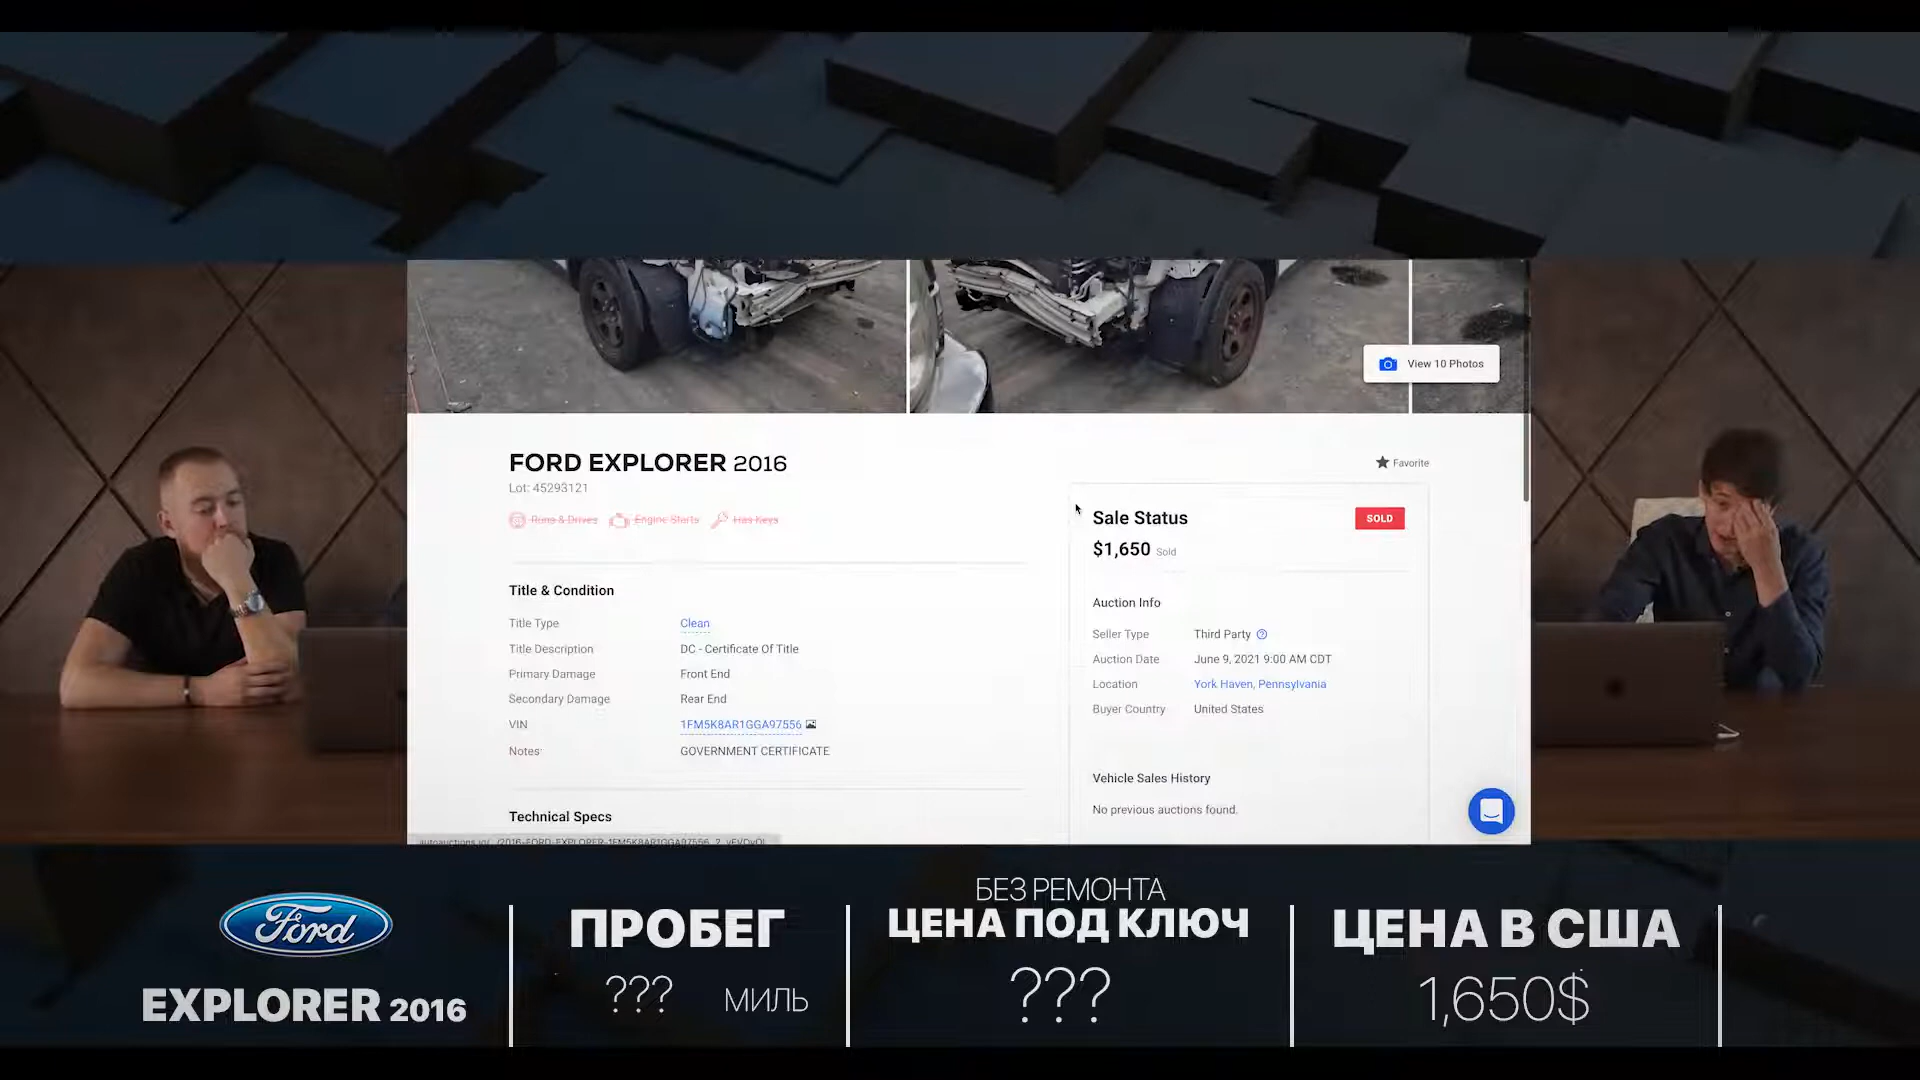 View 10 Photos
FORD EXPLORER 2016
Favorite
Lot: 45293121
Runs & Drives Engine Starts Has Keys
Sale Status
SOLD
$1,650 Sold
Title & Condition
Title Type Clean
Title Description DC - Certificate Of Title
Primary Damage Front End
Secondary Damage Rear End
VIN 1FM5K8AR1GGA97556
Notes GOVERNMENT CERTIFICATE
Technical Specs
Auction Info
Seller Type Third Party
Auction Date June 9, 2021 9:00 AM CDT
Location York Haven, Pennsylvania
Buyer Country United States
Vehicle Sales History
No previous auctions found.
Ford
EXPLORER 2016
ПРОБЕГ
??? МИЛЬ
БЕЗ РЕМОНТА
ЦЕНА ПОД КЛЮЧ
???
ЦЕНА В США
1,650$